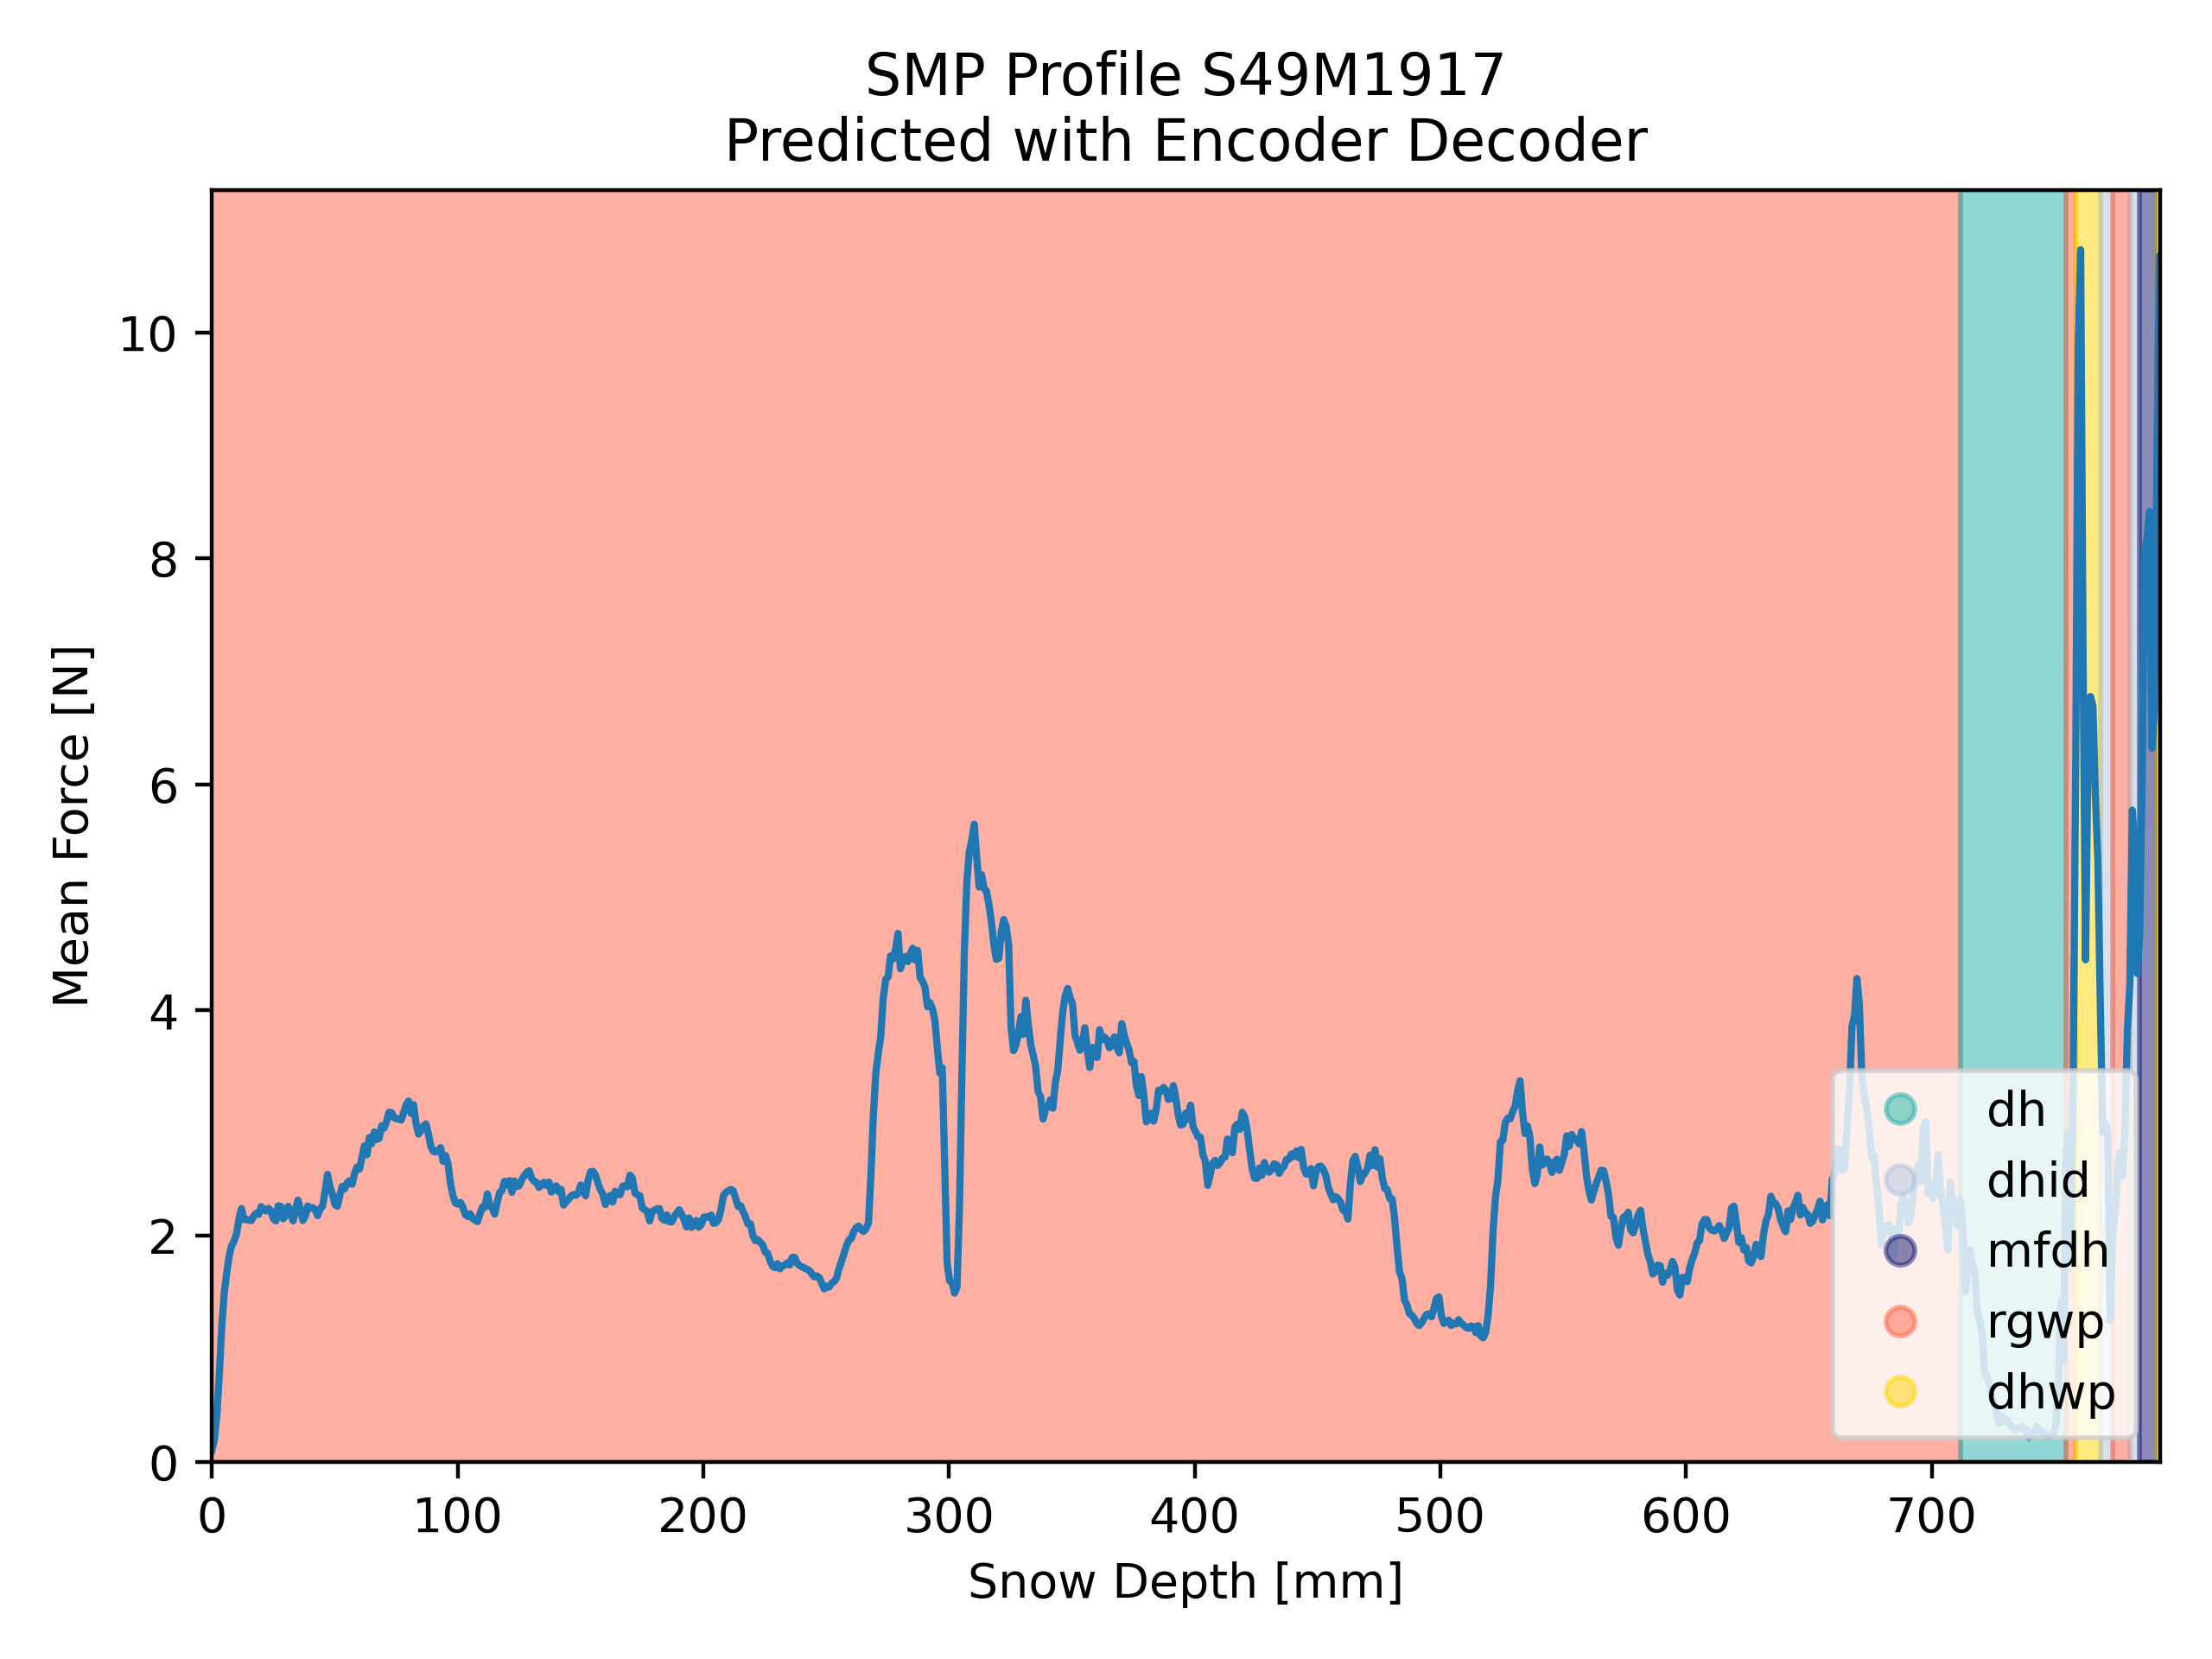 SMP Profile S49M1917
Predicted with Encoder Decoder
Mean Force [N]
10
8
6
4
2
0
0 100 200 300 400 500 600 700
Snow Depth [mm]
dh
dhid
mfdh
rgwp
dhwp